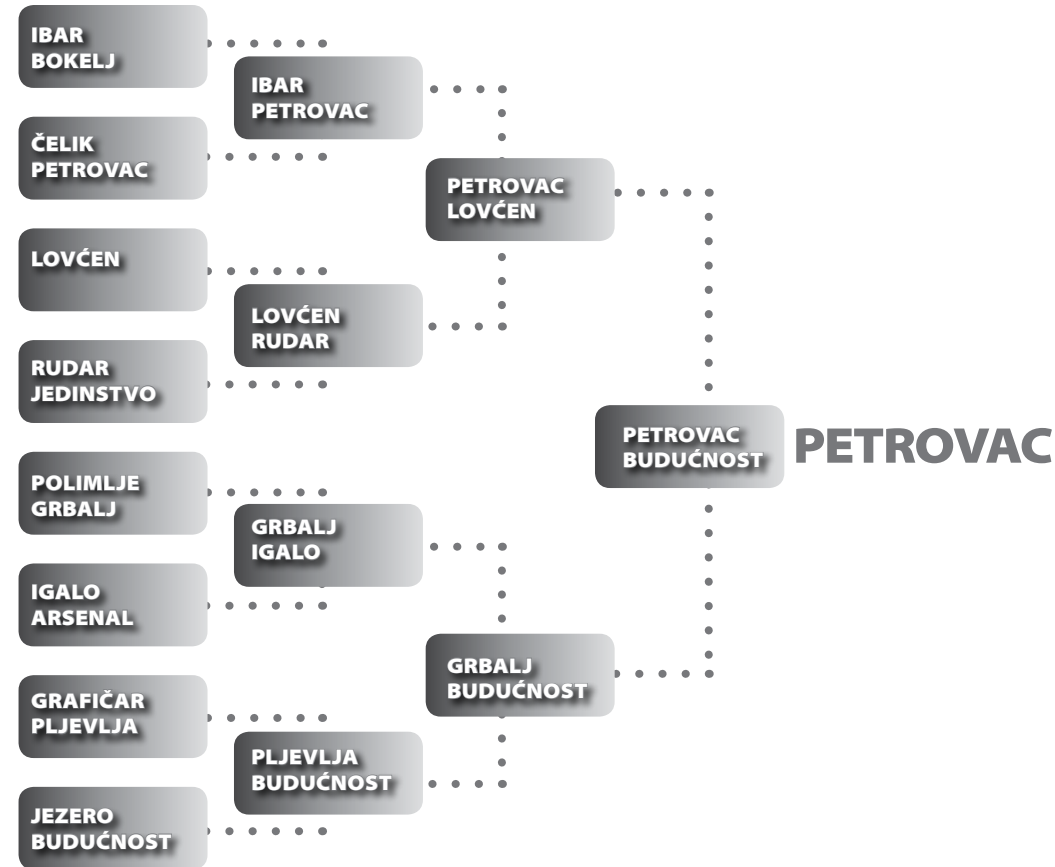 IBAR
BOKELJ
ČELIK
PETROVAC
LOVĆEN
RUDAR
JEDINSTVO
POLIMLJE
GRBALJ
IGALO
ARSENAL
GRAFIČAR
PLJEVLJA
JEZERO
BUDUĆNOST
IBAR
PETROVAC
LOVĆEN
RUDAR
GRBALJ
IGALO
PLJEVLJA
BUDUĆNOST
PETROVAC
LOVĆEN
GRBALJ
BUDUĆNOST
PETROVAC
BUDUĆNOST
PETROVAC